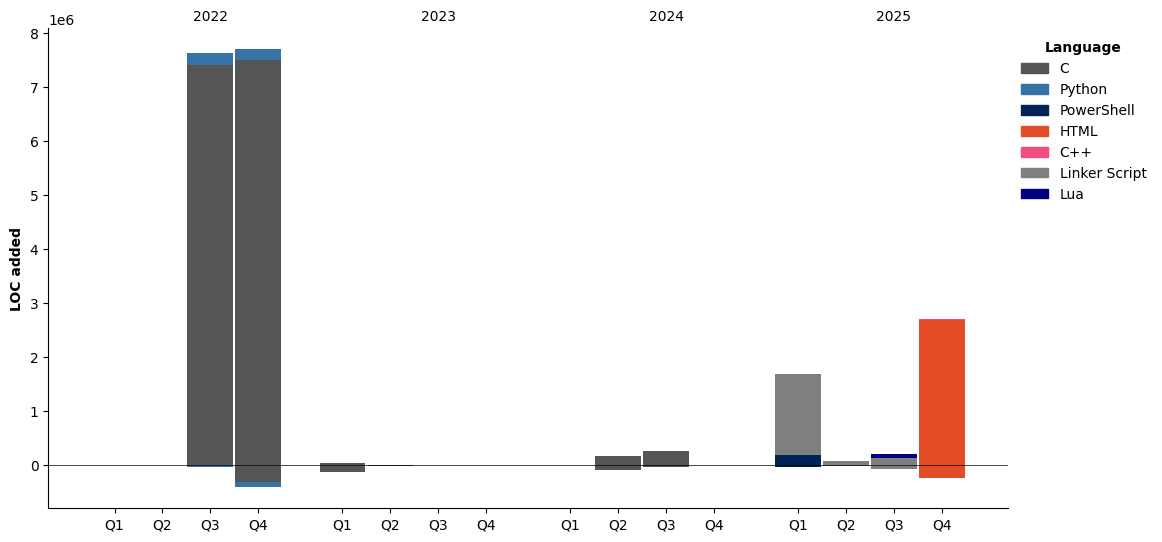 2022 2023 2024 2025
1e6
8
7
6
5
4
3
2
1
0
LOC added
Q1 Q2 Q3 Q4 Q1 Q2 Q3 Q4 Q1 Q2 Q3 Q4 Q1 Q2 Q3 Q4
Language
C
Python
PowerShell
HTML
C++
Linker Script
Lua